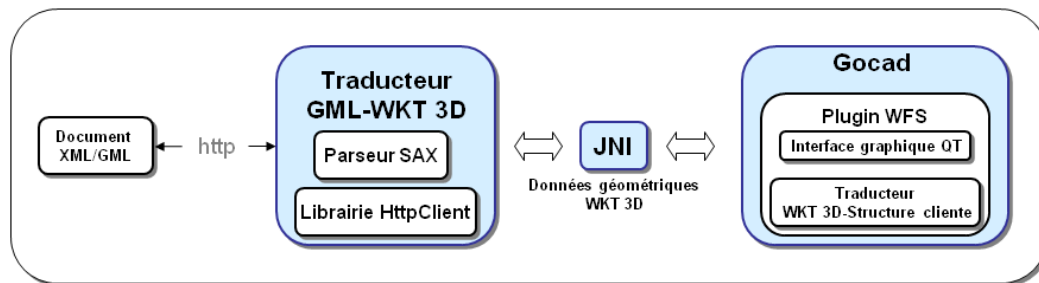 Document
XML/GML
http
Traducteur
GML-WKT 3D
Parseur SAX
Librairie HttpClient
JNI
Données géométriques
WKT 3D
Gocad
Plugin WFS
Interface graphique QT
Traducteur
WKT 3D-Structure cliente